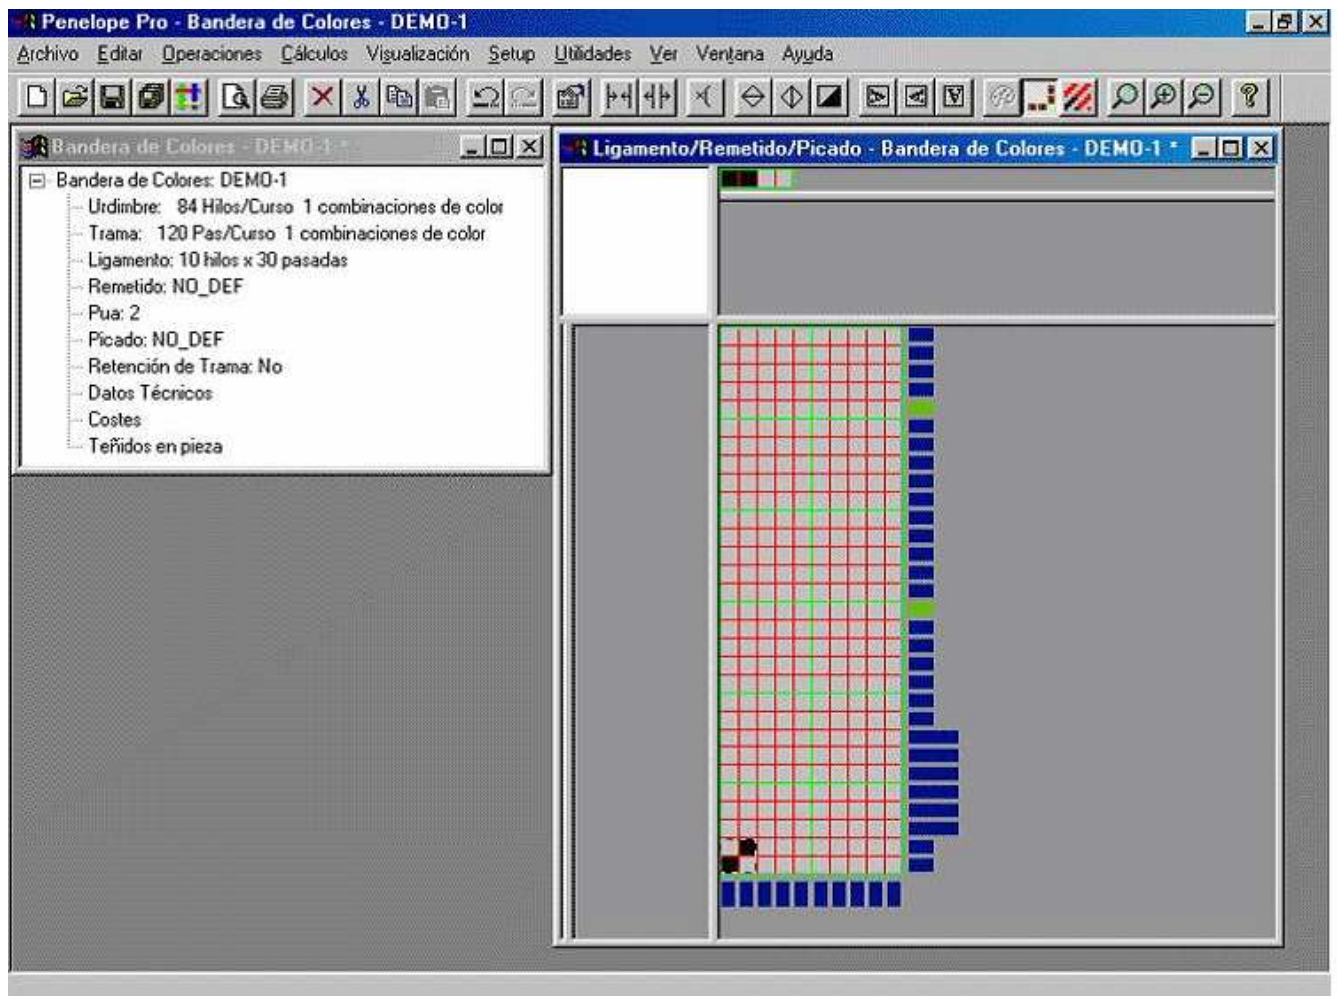 Penelope Pro - Bandera de Colores - DEMO-1
Archivo Editar Operaciones Cálculos Visualización Setup Utilidades Ver Ventana Ayuda
Bandera de Colores - DEMO-1 *
Bandera de Colores: DEMO-1
Urdimbre: 84 Hilos/Curso 1 combinaciones de color
Trama: 120 Pas/Curso 1 combinaciones de color
Ligamento: 10 hilos x 30 pasadas
Remetido: NO_DEF
Pua: 2
Picado: NO_DEF
Retención de Trama: No
Datos Técnicos
Costes
Teñidos en pieza
Ligamento/Remetido/Picado - Bandera de Colores - DEMO-1 *